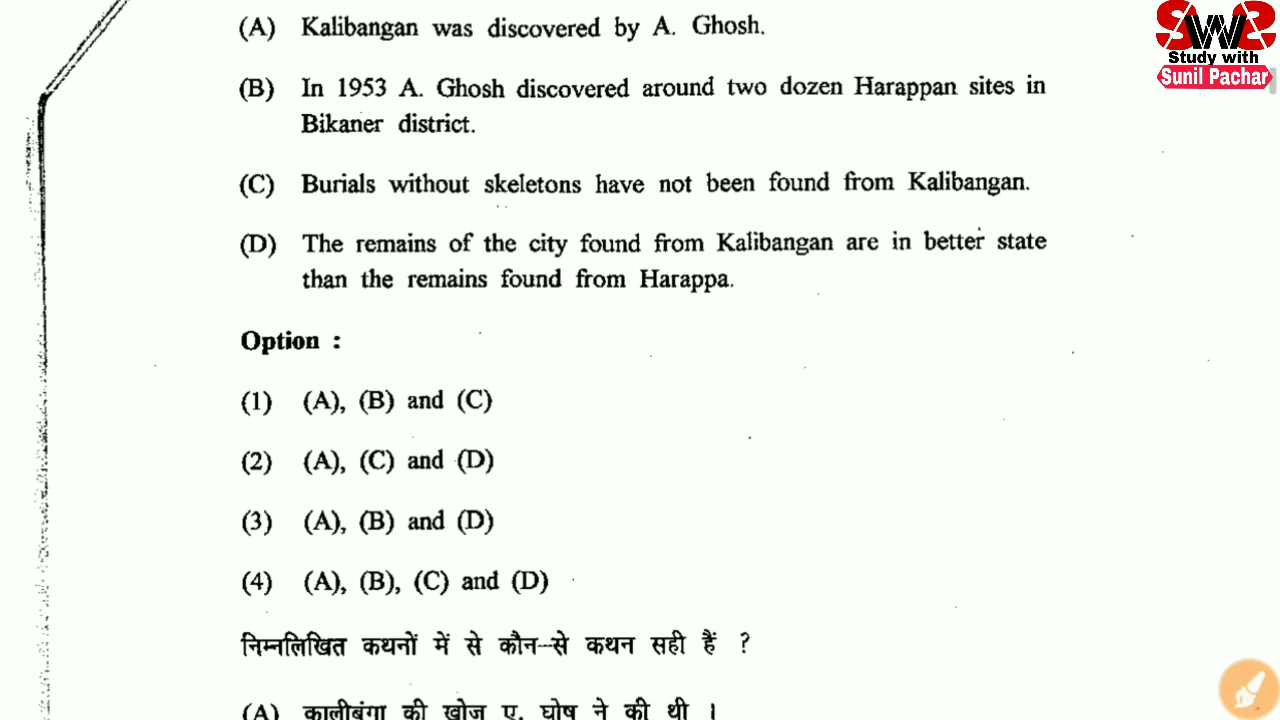 SWS
Study with
Sunil Pachar
(A) Kalibangan was discovered by A. Ghosh.
(B) In 1953 A. Ghosh discovered around two dozen Harappan sites in
Bikaner district.
(C) Burials without skeletons have not been found from Kalibangan.
(D) The remains of the city found from Kalibangan are in better state
than the remains found from Harappa.
Option :
(1) (A), (B) and (C)
(2) (A), (C) and (D)
(3) (A), (B) and (D)
(4) (A), (B), (C) and (D)
निम्नलिखित कथनों में से कौन-से कथन सही हैं ?
(A) कालीबंगा की खोज ए. घोष ने की थी ।